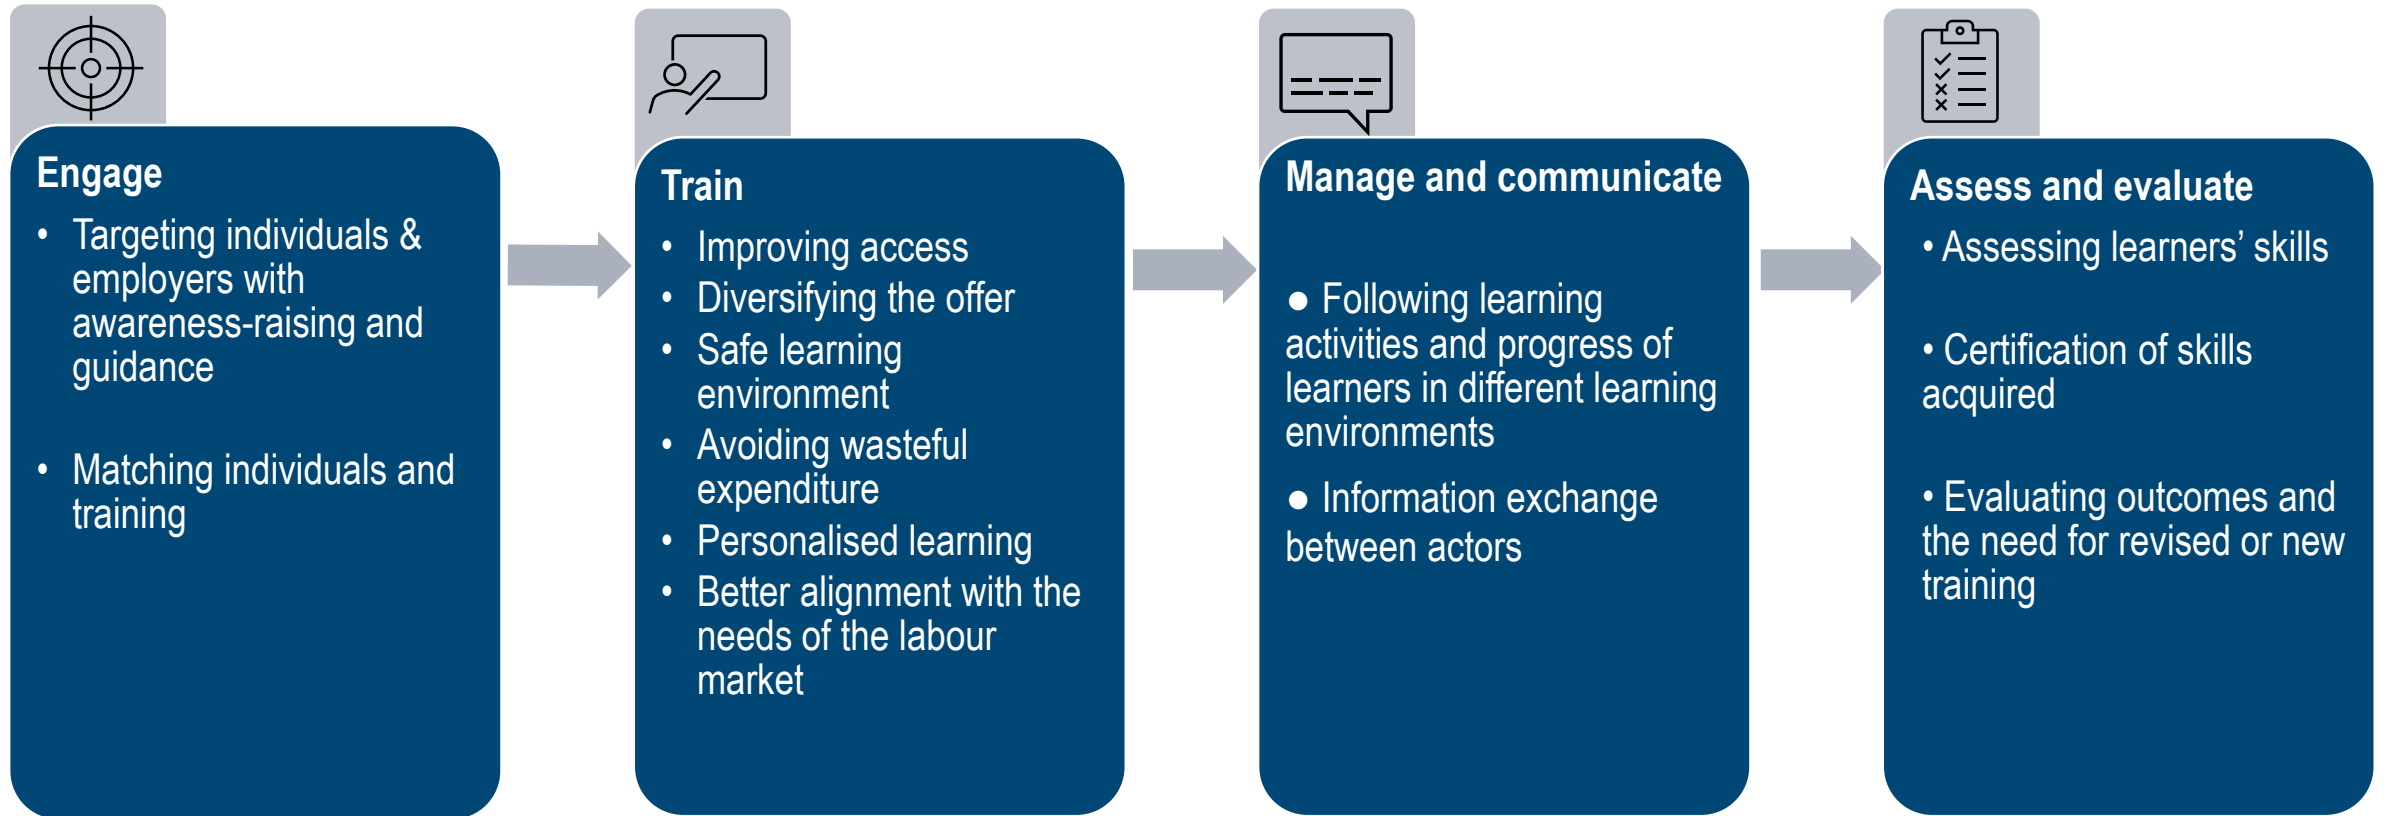 Engage
• Targeting individuals &
employers with
awareness-raising and
guidance
• Matching individuals and
training
Train
• Improving access
• Diversifying the offer
• Safe learning
environment
• Avoiding wasteful
expenditure
• Personalised learning
• Better alignment with the
needs of the labour
market
Manage and communicate
● Following learning
activities and progress of
learners in different learning
environments
● Information exchange
between actors
Assess and evaluate
• Assessing learners’ skills
• Certification of skills
acquired
• Evaluating outcomes and
the need for revised or new
training